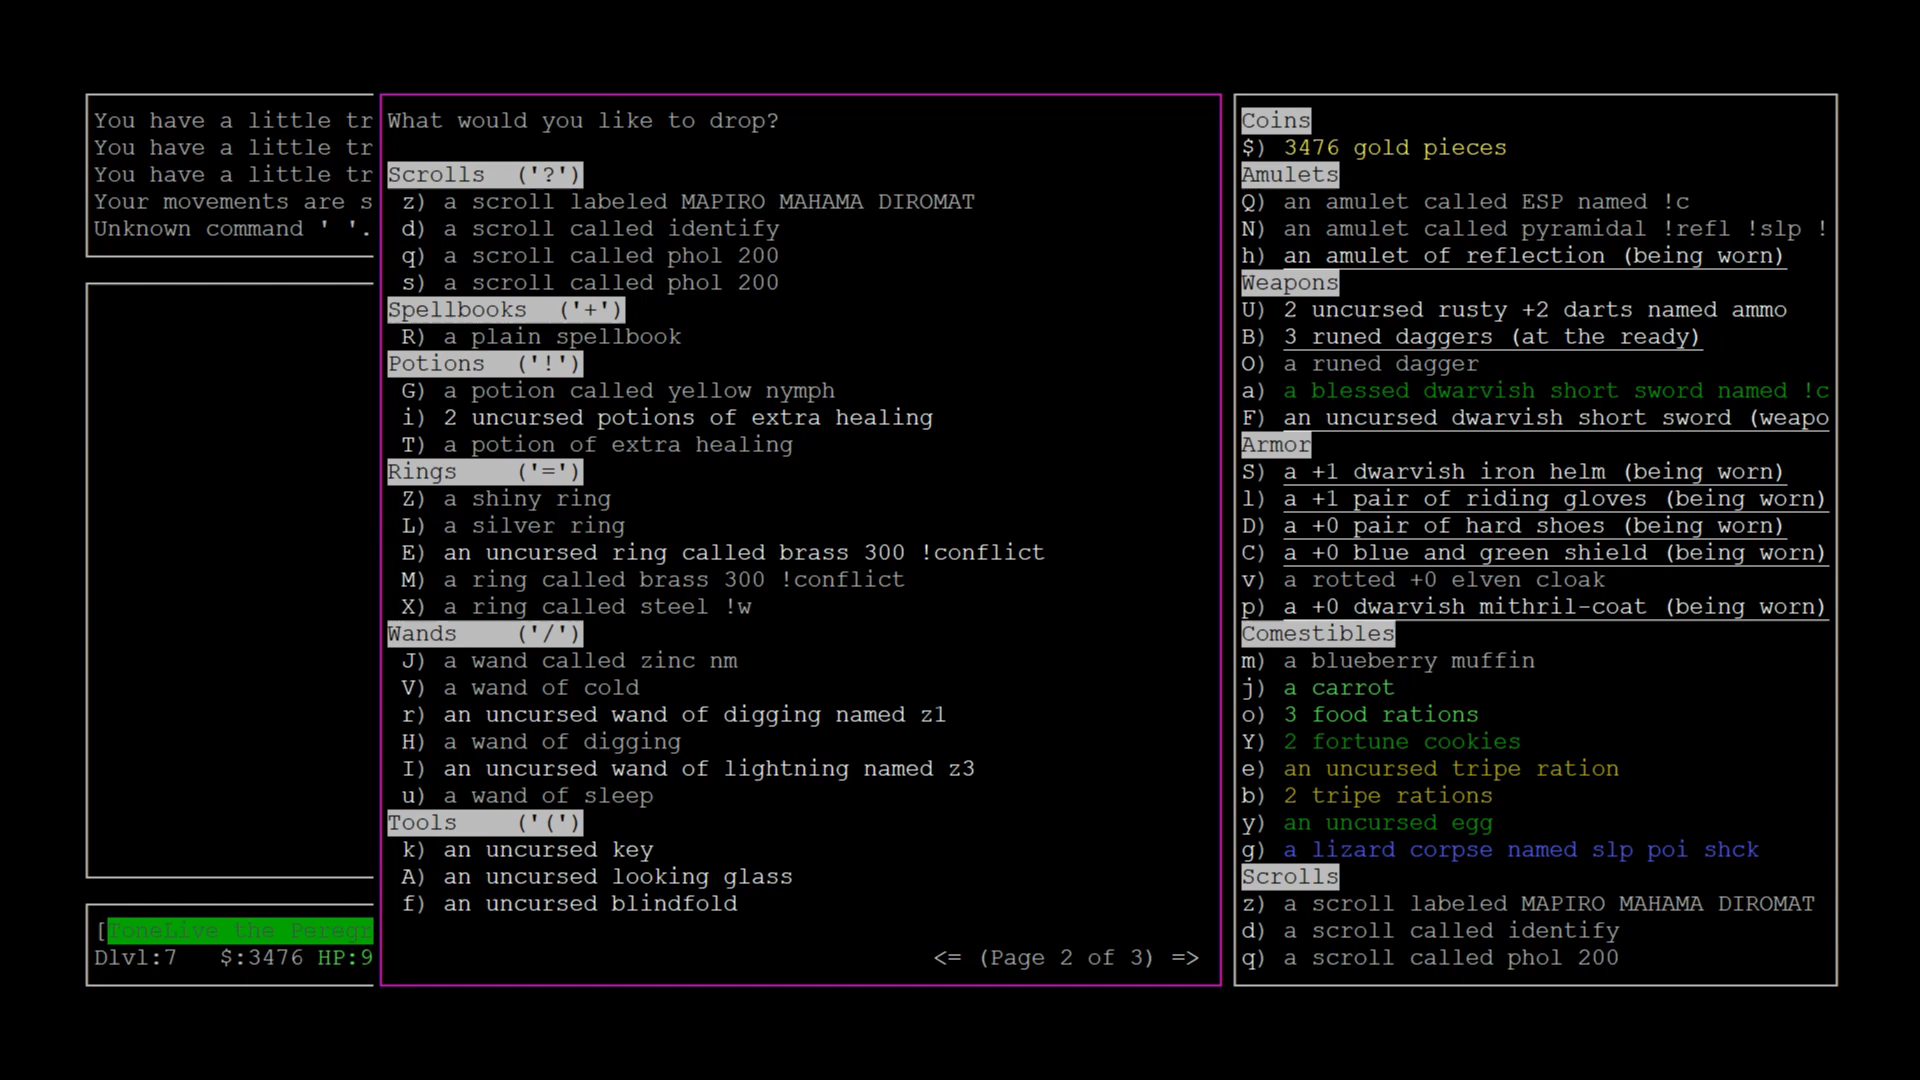 You have a little tr
You have a little tr
You have a little tr
Your movements are s
Unknown command ' '.
What would you like to drop?
Scrolls ('?')
z) a scroll labeled MAPIRO MAHAMA DIROMAT
d) a scroll called identify
q) a scroll called phol 200
s) a scroll called phol 200
Spellbooks ('+')
R) a plain spellbook
Potions ('!')
G) a potion called yellow nymph
i) 2 uncursed potions of extra healing
T) a potion of extra healing
Rings ('=')
Z) a shiny ring
L) a silver ring
E) an uncursed ring called brass 300 !conflict
M) a ring called brass 300 !conflict
X) a ring called steel !w
Wands ('/')
J) a wand called zinc nm
V) a wand of cold
r) an uncursed wand of digging named z1
H) a wand of digging
I) an uncursed wand of lightning named z3
u) a wand of sleep
Tools ('(')
k) an uncursed key
A) an uncursed looking glass
f) an uncursed blindfold
<= (Page 2 of 3) =>
Coins
$) 3476 gold pieces
Amulets
Q) an amulet called ESP named !c
N) an amulet called pyramidal !refl !slp !
h) an amulet of reflection (being worn)
Weapons
U) 2 uncursed rusty +2 darts named ammo
B) 3 runed daggers (at the ready)
O) a runed dagger
a) a blessed dwarvish short sword named !c
F) an uncursed dwarvish short sword (weapo
Armor
S) a +1 dwarvish iron helm (being worn)
l) a +1 pair of riding gloves (being worn)
D) a +0 pair of hard shoes (being worn)
C) a +0 blue and green shield (being worn)
v) a rotted +0 elven cloak
p) a +0 dwarvish mithril-coat (being worn)
Comestibles
m) a blueberry muffin
j) a carrot
o) 3 food rations
Y) 2 fortune cookies
e) an uncursed tripe ration
b) 2 tripe rations
y) an uncursed egg
g) a lizard corpse named slp poi shck
Scrolls
z) a scroll labeled MAPIRO MAHAMA DIROMAT
d) a scroll called identify
q) a scroll called phol 200
[ToneLive the Peregr
Dlvl:7 $:3476 HP:9